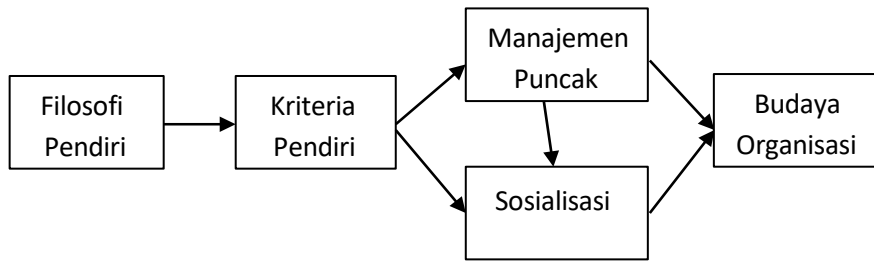 Filosofi
Pendiri
Kriteria
Pendiri
Manajemen
Puncak
Sosialisasi
Budaya
Organisasi